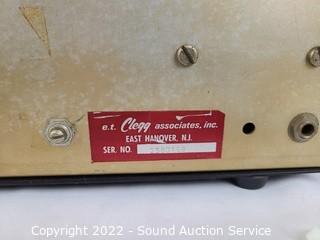 e.t. Clegg associates, inc.
EAST HANOVER, N.J.
SER. NO.
Copyright 2022 - Sound Auction Service